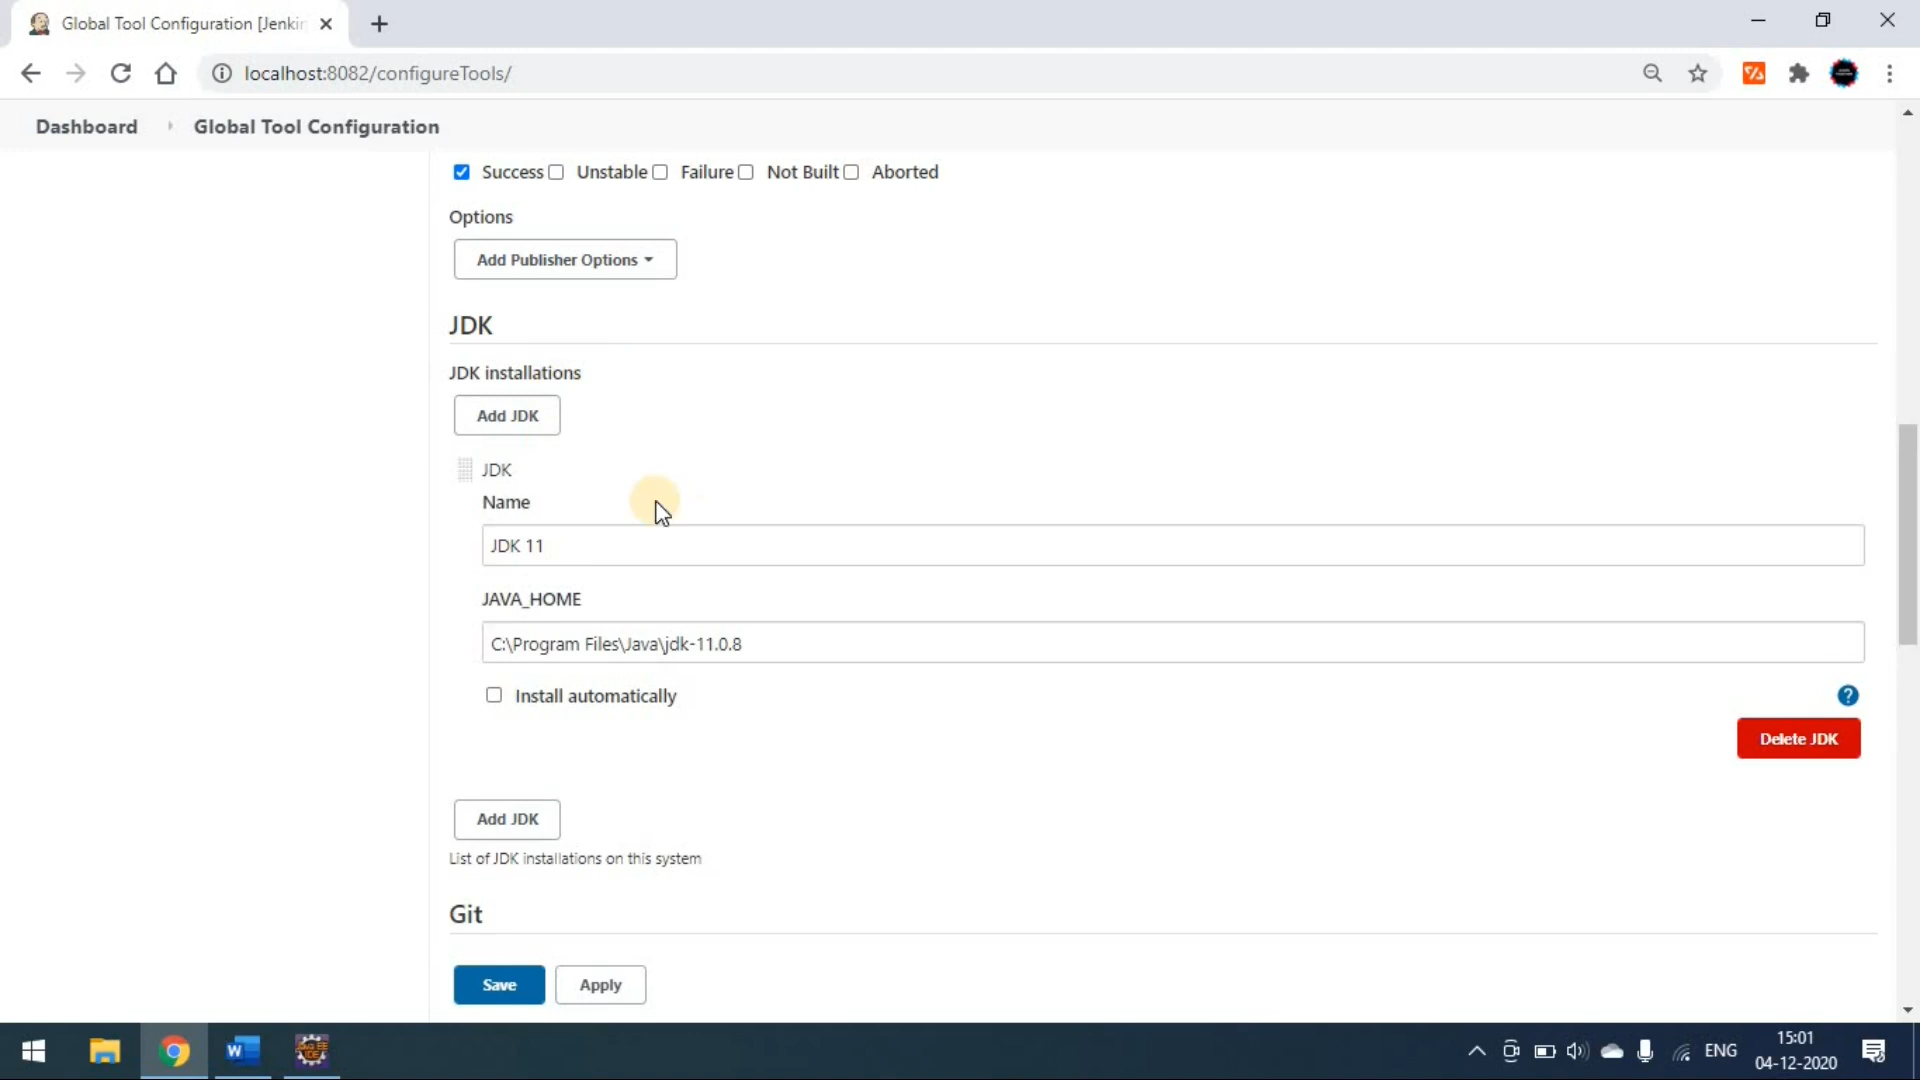 Global Tool Configuration [Jenkin
localhost:8082/configureTools/
Dashboard Global Tool Configuration
Success Unstable Failure Not Built Aborted
Options
Add Publisher Options
JDK
JDK installations
Add JDK
JDK
Name
JDK 11
JAVA_HOME
C:\Program Files\Java\jdk-11.0.8
Install automatically
?
Delete JDK
Add JDK
List of JDK installations on this system
Git
Save Apply
W
ENG
15:01
04-12-2020